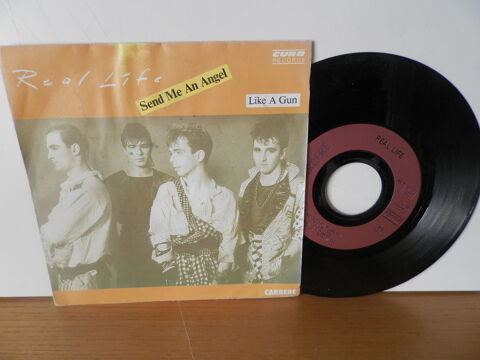 CURB
RECORDS
Real Life
Send Me An Angel
Like A Gun
CARRERE
REAL LIFE